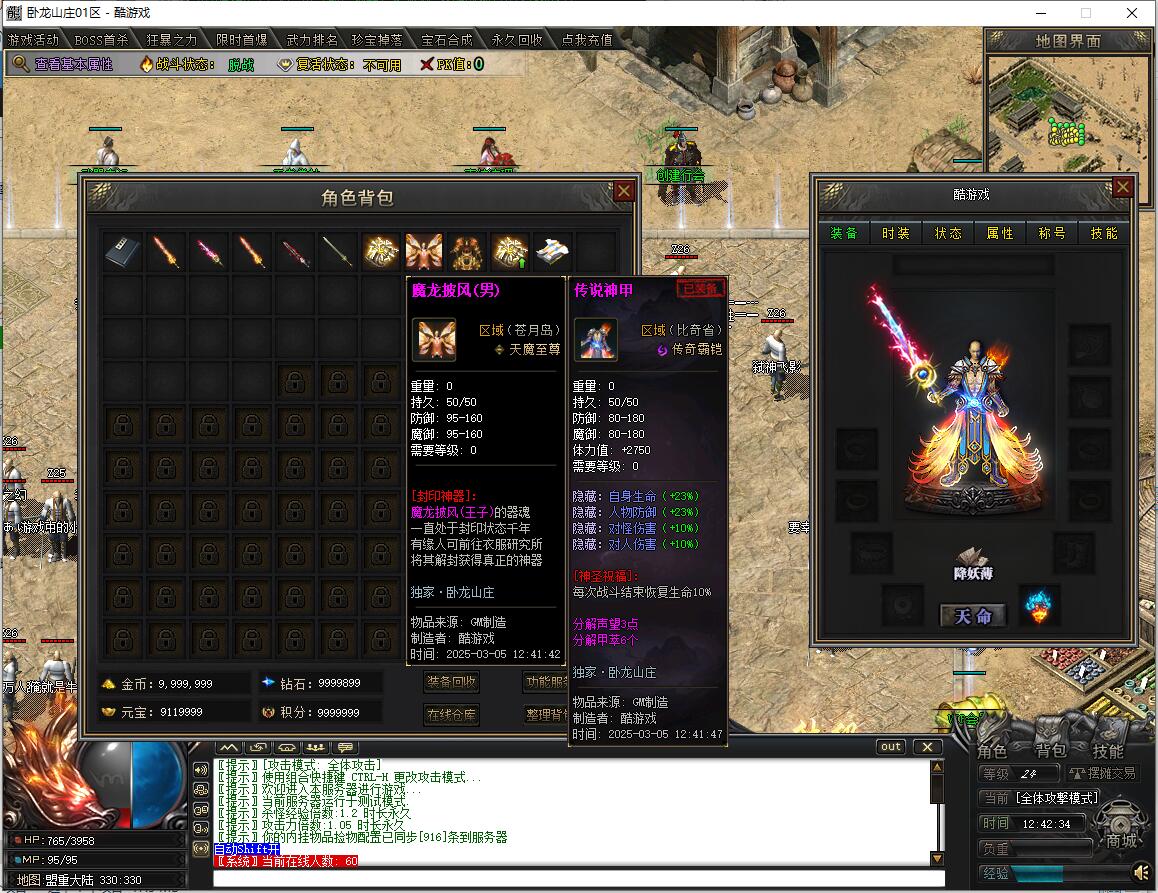 卧龙山庄01区 - 酷游戏
游戏活动 BOSS首杀 狂暴之力 限时首爆 武力排名 珍宝掉落 宝石合成 永久回收 点我充值
查看基本属性 战斗状态: 脱战 复活状态: 不可用 PK值:0
地图界面
创建行会
角色背包
Z26
Z26
弑神飞影
Z26
Z25
Z26
魔龙披风(男)
区域(苍月岛)
天魔至尊
重量: 0
持久: 50/50
防御: 95-160
魔御: 95-160
需要等级: 0
[封印神器]:
魔龙披风(王子)的器魂
一直处于封印状态千年
有缘人可前往衣服研究所
将其解封获得真正的神器
独家·卧龙山庄
物品来源: GM制造
制造者: 酷游戏
时间: 2025-03-05 12:41:42
传说神甲
已装备
区域(比奇省)
传奇霸铠
重量: 0
持久: 50/50
防御: 80-180
魔御: 80-180
体力值: +2750
需要等级: 0
隐藏: 自身生命 (+23%)
隐藏: 人物防御 (+23%)
隐藏: 对怪伤害 (+10%)
隐藏: 对人伤害 (+10%)
[神圣祝福]:
每次战斗结束恢复生命10%
分解声望3点
分解甲萃6个
独家·卧龙山庄
物品来源: GM制造
制造者: 酷游戏
时间: 2025-03-05 12:41:47
金币: 9,999,999
钻石: 9999899
元宝: 9119999
积分: 9999999
装备回收
功能服务
在线仓库
整理背包
酷游戏
装备 时装 状态 属性 称号 技能
降妖薄
天命
out
[提示] [攻击模式: 全体攻击]
[提示] 使用组合快捷键 CTRL-H 更改攻击模式...
[提示] 欢迎进入本服务器进行游戏...
[提示] 当前服务器运行于测试模式.
[提示] 杀怪经验倍数:1.2 时长永久
[提示] 攻击力倍数:1.05 时长永久
[提示] 你的内挂物品捡物配置已同步[916]条到服务器
自动Shift开
[系统] 当前在线人数: 60
HP:765/3958
MP:95/95
地图:盟重大陆 330:330
角色 背包 技能
等级 24 摆摊交易
当前 [全体攻击模式]
时间 12:42:34
负重
经验
商城